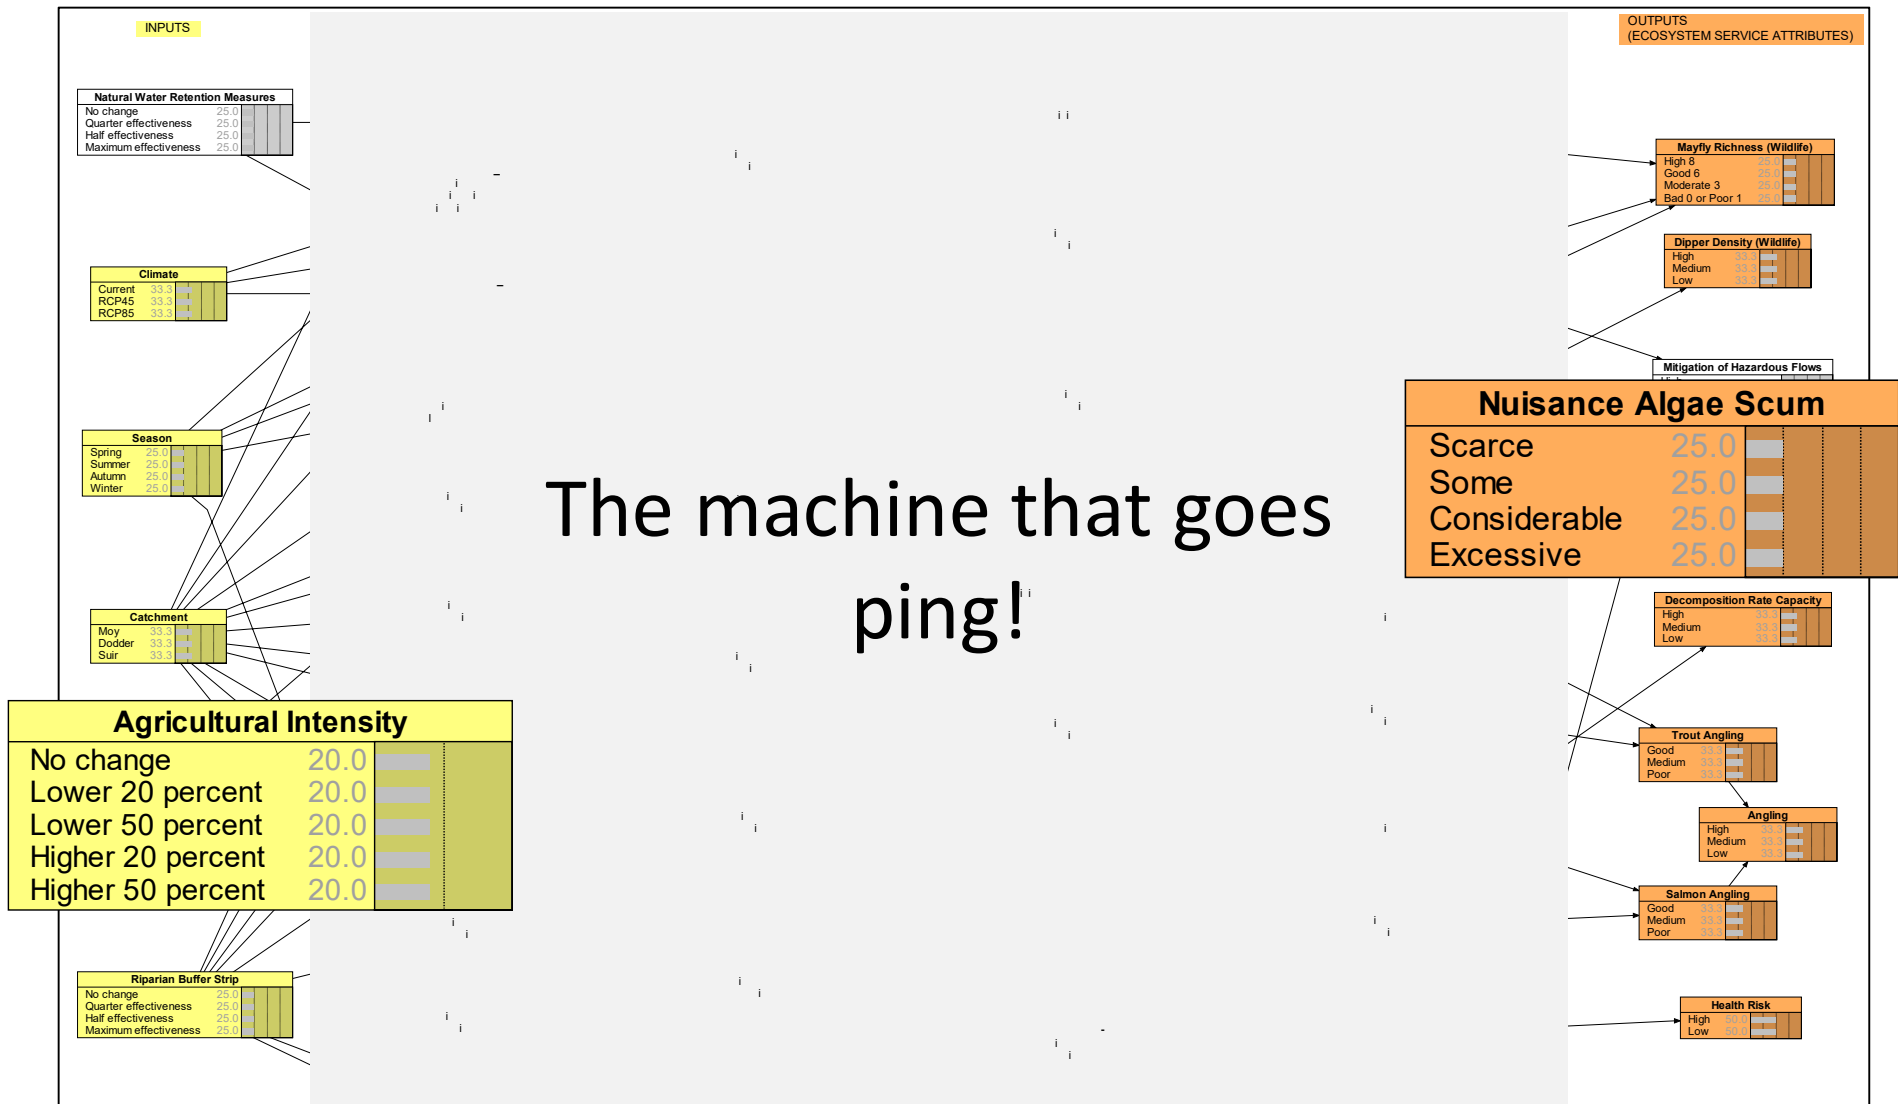 INPUTS
OUTPUTS
(ECOSYSTEM SERVICE ATTRIBUTES)
Natural Water Retention Measures
No change 25.0
Quarter effectiveness 25.0
Half effectiveness 25.0
Maximum effectiveness 25.0
Climate
Current 33.3
RCP45 33.3
RCP85 33.3
Season
Spring 25.0
Summer 25.0
Autumn 25.0
Winter 25.0
Catchment
Moy 33.3
Dodder 33.3
Suir 33.3
Agricultural Intensity
No change 20.0
Lower 20 percent 20.0
Lower 50 percent 20.0
Higher 20 percent 20.0
Higher 50 percent 20.0
Riparian Buffer Strip
No change 25.0
Quarter effectiveness 25.0
Half effectiveness 25.0
Maximum effectiveness 25.0
The machine that goes
ping!
Mayfly Richness (Wildlife)
High 8 25.0
Good 6 25.0
Moderate 3 25.0
Bad 0 or Poor 1 25.0
Dipper Density (Wildlife)
High 33.3
Medium 33.3
Low 33.3
Mitigation of Hazardous Flows
Nuisance Algae Scum
Scarce 25.0
Some 25.0
Considerable 25.0
Excessive 25.0
Decomposition Rate Capacity
High 33.3
Medium 33.3
Low 33.3
Trout Angling
Good 33.3
Medium 33.3
Poor 33.3
Angling
High 33.3
Medium 33.3
Low 33.3
Salmon Angling
Good 33.3
Medium 33.3
Poor 33.3
Health Risk
High 50.0
Low 50.0